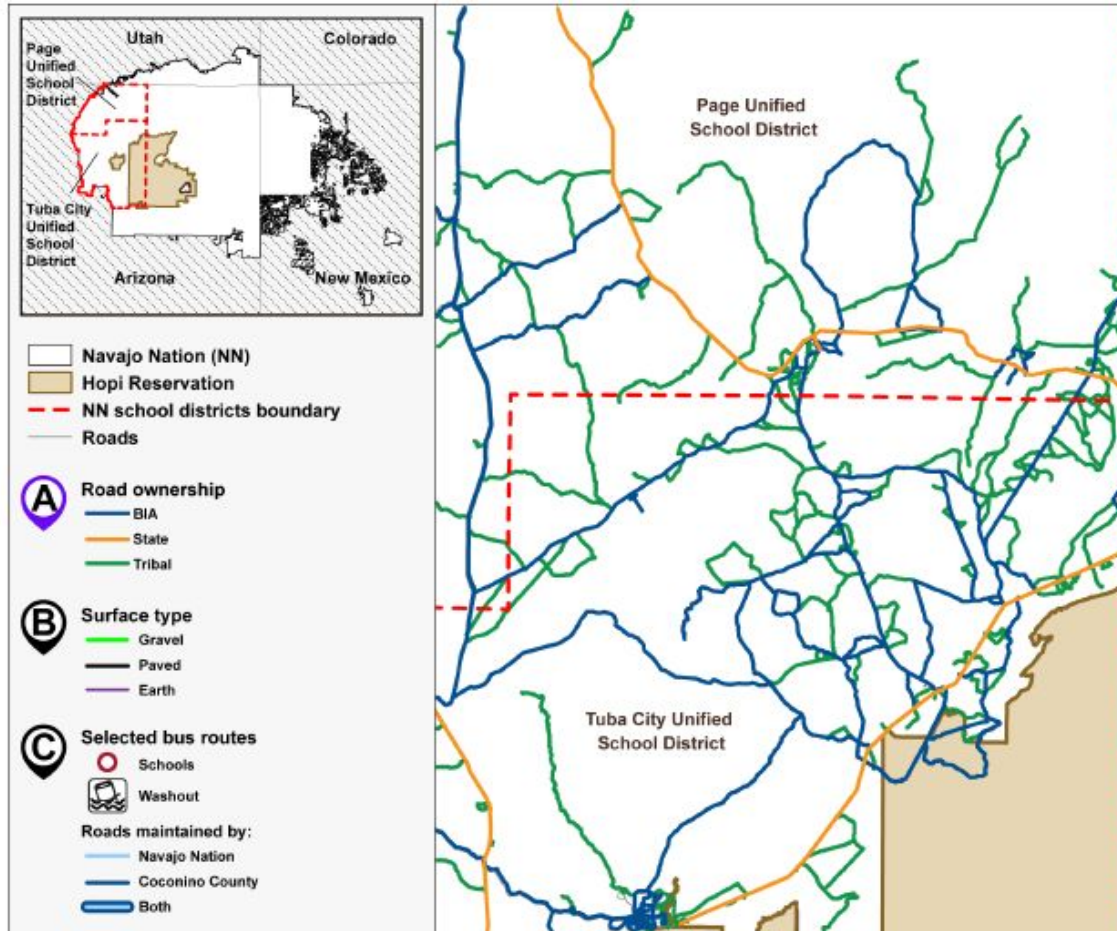 Utah
Colorado
Page
Unified
School
District
Tuba City
Unified
School
District
Arizona
New Mexico
Navajo Nation (NN)
Hopi Reservation
NN school districts boundary
Roads
A
Road ownership
BIA
State
Tribal
B
Surface type
Gravel
Paved
Earth
C
Selected bus routes
Schools
Washout
Roads maintained by:
Navajo Nation
Coconino County
Both
Page Unified
School District
Tuba City Unified
School District